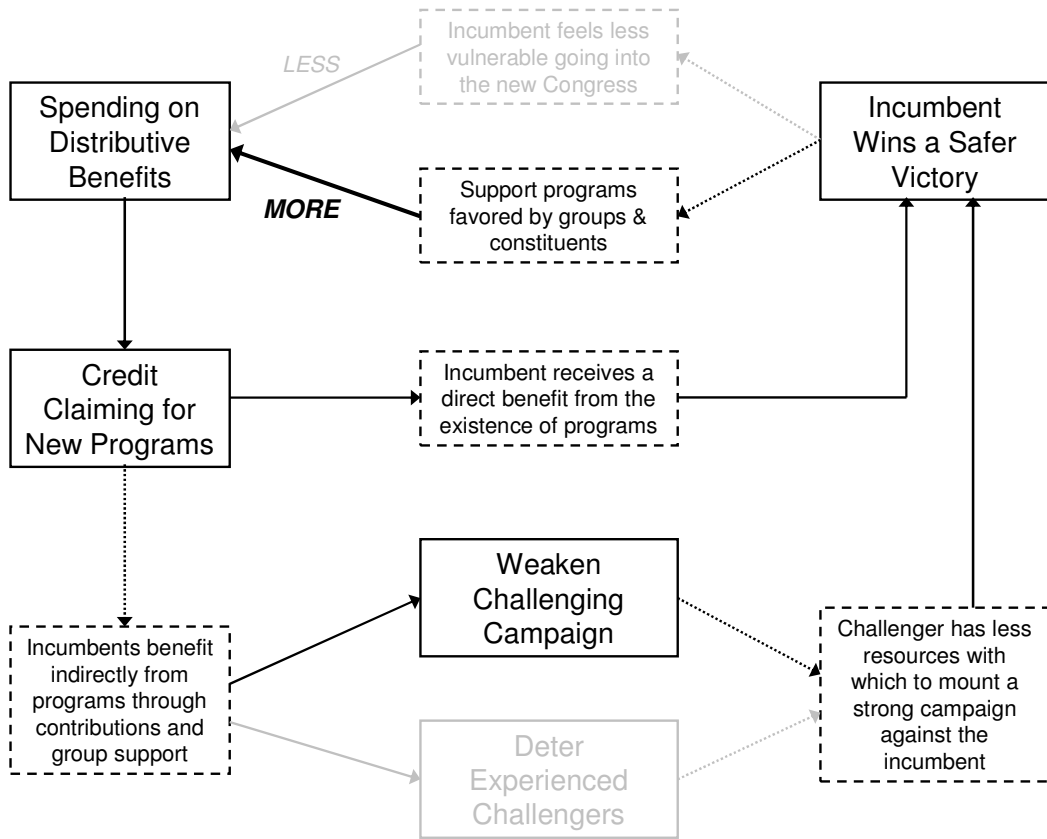 Incumbent feels less
vulnerable going into
the new Congress
LESS
Spending on
Distributive
Benefits
MORE
Support programs
favored by groups &
constituents
Incumbent
Wins a Safer
Victory
Credit
Claiming for
New Programs
Incumbent receives a
direct benefit from the
existence of programs
Weaken
Challenging
Campaign
Incumbents benefit
indirectly from
programs through
contributions and
group support
Deter
Experienced
Challengers
Challenger has less
resources with
which to mount a
strong campaign
against the
incumbent